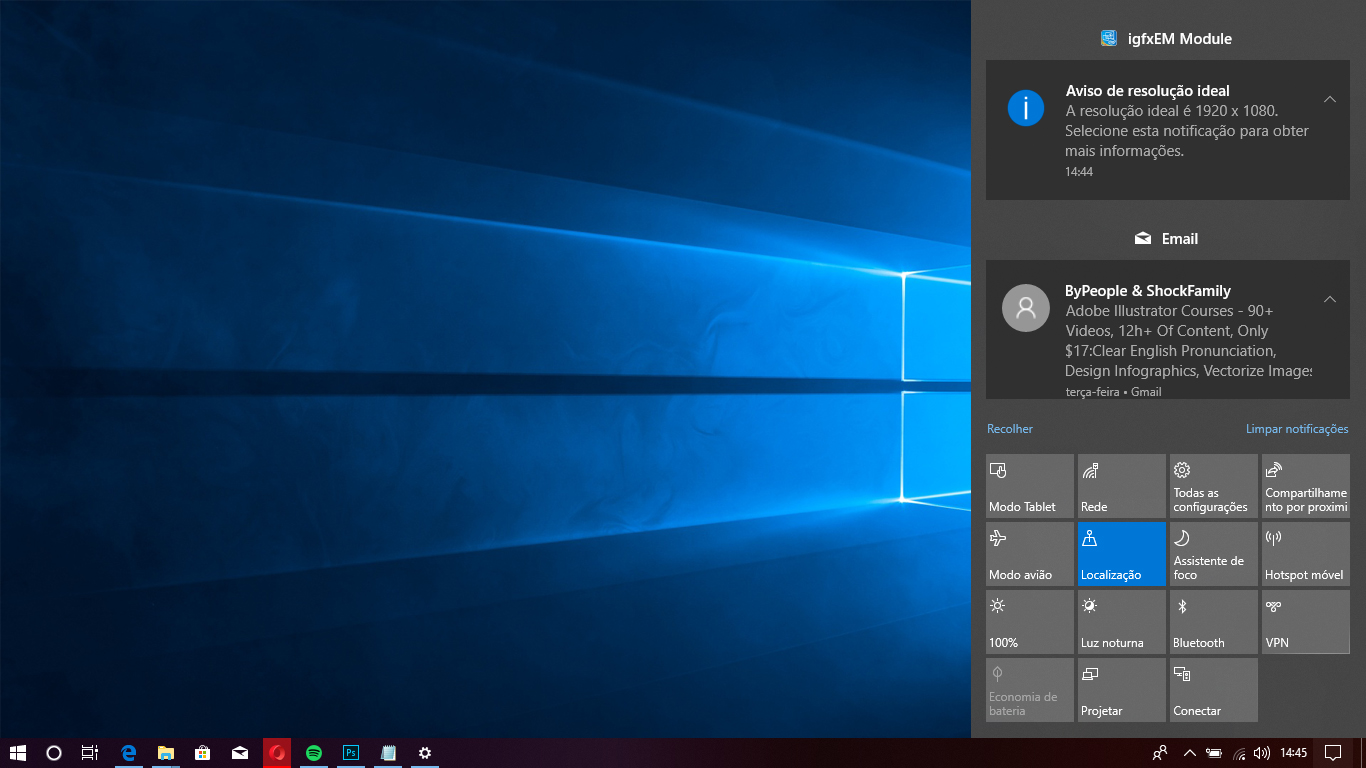 igfxEM Module
Aviso de resolução ideal
A resolução ideal é 1920 x 1080.
Selecione esta notificação para obter
mais informações.
14:44
Email
ByPeople & ShockFamily
Adobe Illustrator Courses - 90+
Videos, 12h+ Of Content, Only
$17:Clear English Pronunciation,
Design Infographics, Vectorize Images
terça-feira • Gmail
Recolher
Limpar notificações
Modo Tablet
Rede
Todas as
configurações
Compartilhame
nto por proximi
Modo avião
Localização
Assistente de
foco
Hotspot móvel
100%
Luz noturna
Bluetooth
VPN
Economia de
bateria
Projetar
Conectar
Ps
14:45